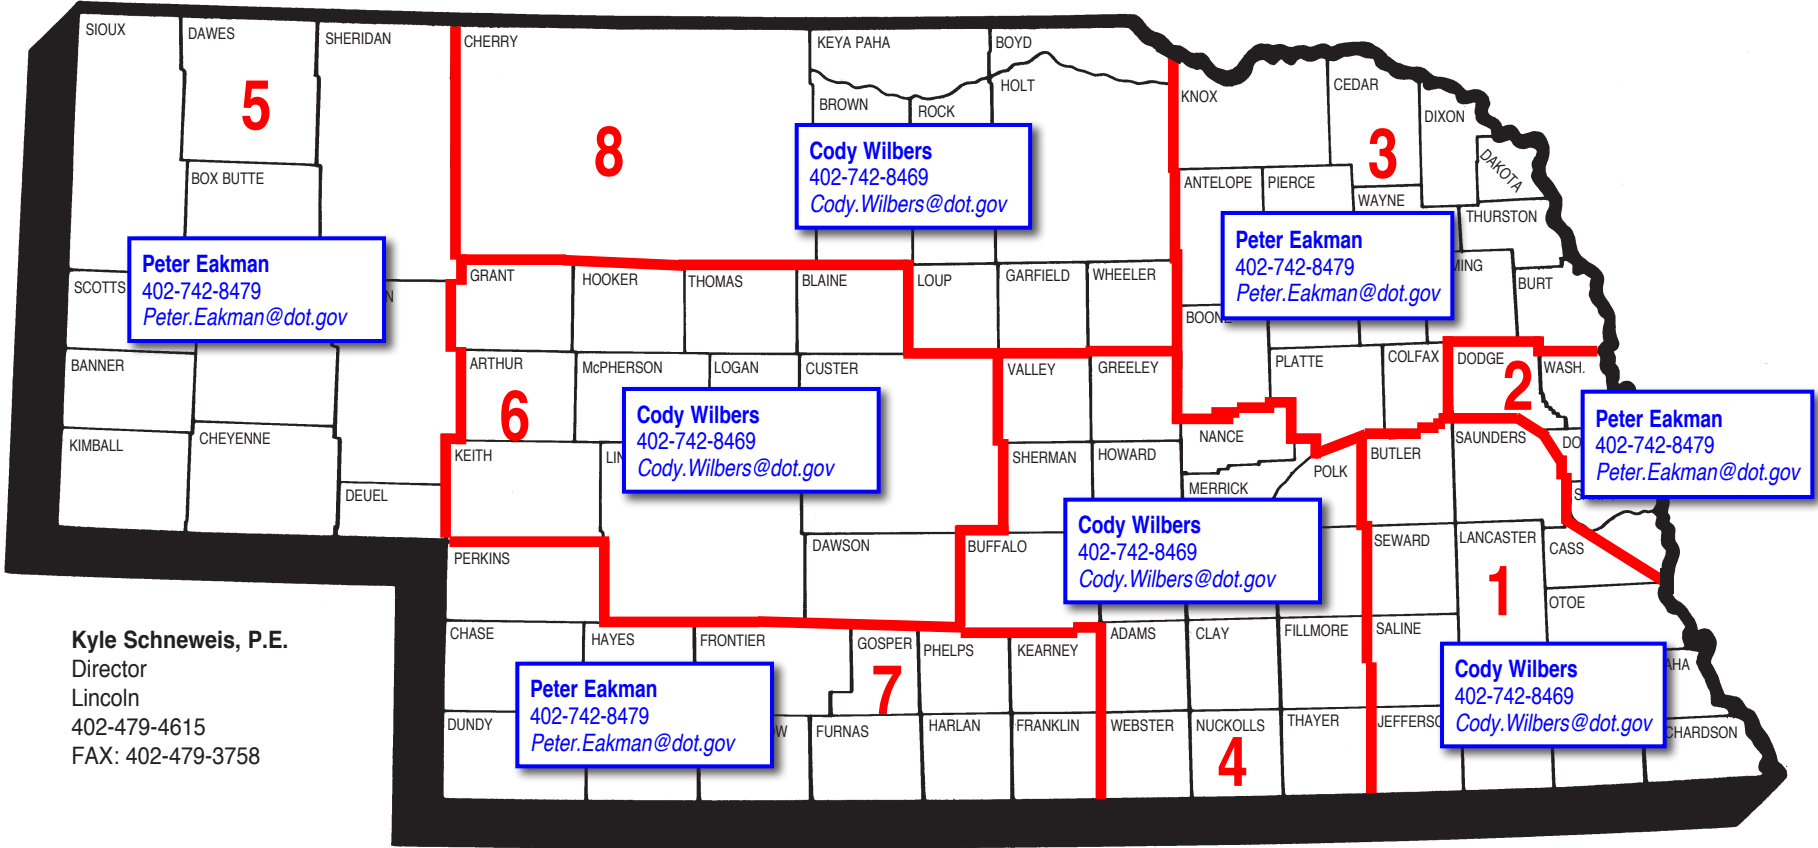 SIOUX
DAWES
SHERIDAN
CHERRY
KEYA PAHA
BOYD
HOLT
BROWN
ROCK
KNOX
CEDAR
DIXON
DAKOTA
5
8
3
BOX BUTTE
ANTELOPE
PIERCE
WAYNE
THURSTON
Cody Wilbers
402-742-8469
Cody.Wilbers@dot.gov
Peter Eakman
402-742-8479
Peter.Eakman@dot.gov
Peter Eakman
402-742-8479
Peter.Eakman@dot.gov
SCOTTS
N
GRANT
HOOKER
THOMAS
BLAINE
LOUP
GARFIELD
WHEELER
BOONE
MING
BURT
BANNER
ARTHUR
McPHERSON
LOGAN
CUSTER
VALLEY
GREELEY
PLATTE
COLFAX
DODGE
WASH.
6
2
Cody Wilbers
402-742-8469
Cody.Wilbers@dot.gov
Peter Eakman
402-742-8479
Peter.Eakman@dot.gov
KIMBALL
CHEYENNE
KEITH
LIN
SHERMAN
HOWARD
NANCE
POLK
BUTLER
SAUNDERS
DO
S
DEUEL
MERRICK
Cody Wilbers
402-742-8469
Cody.Wilbers@dot.gov
PERKINS
DAWSON
BUFFALO
SEWARD
LANCASTER
CASS
1
OTOE
CHASE
HAYES
FRONTIER
GOSPER
PHELPS
KEARNEY
ADAMS
CLAY
FILLMORE
SALINE
7
Peter Eakman
402-742-8479
Peter.Eakman@dot.gov
Cody Wilbers
402-742-8469
Cody.Wilbers@dot.gov
AHA
DUNDY
W
FURNAS
HARLAN
FRANKLIN
WEBSTER
NUCKOLLS
THAYER
JEFFERSO
CHARDSON
4
Kyle Schneweis, P.E.
Director
Lincoln
402-479-4615
FAX: 402-479-3758